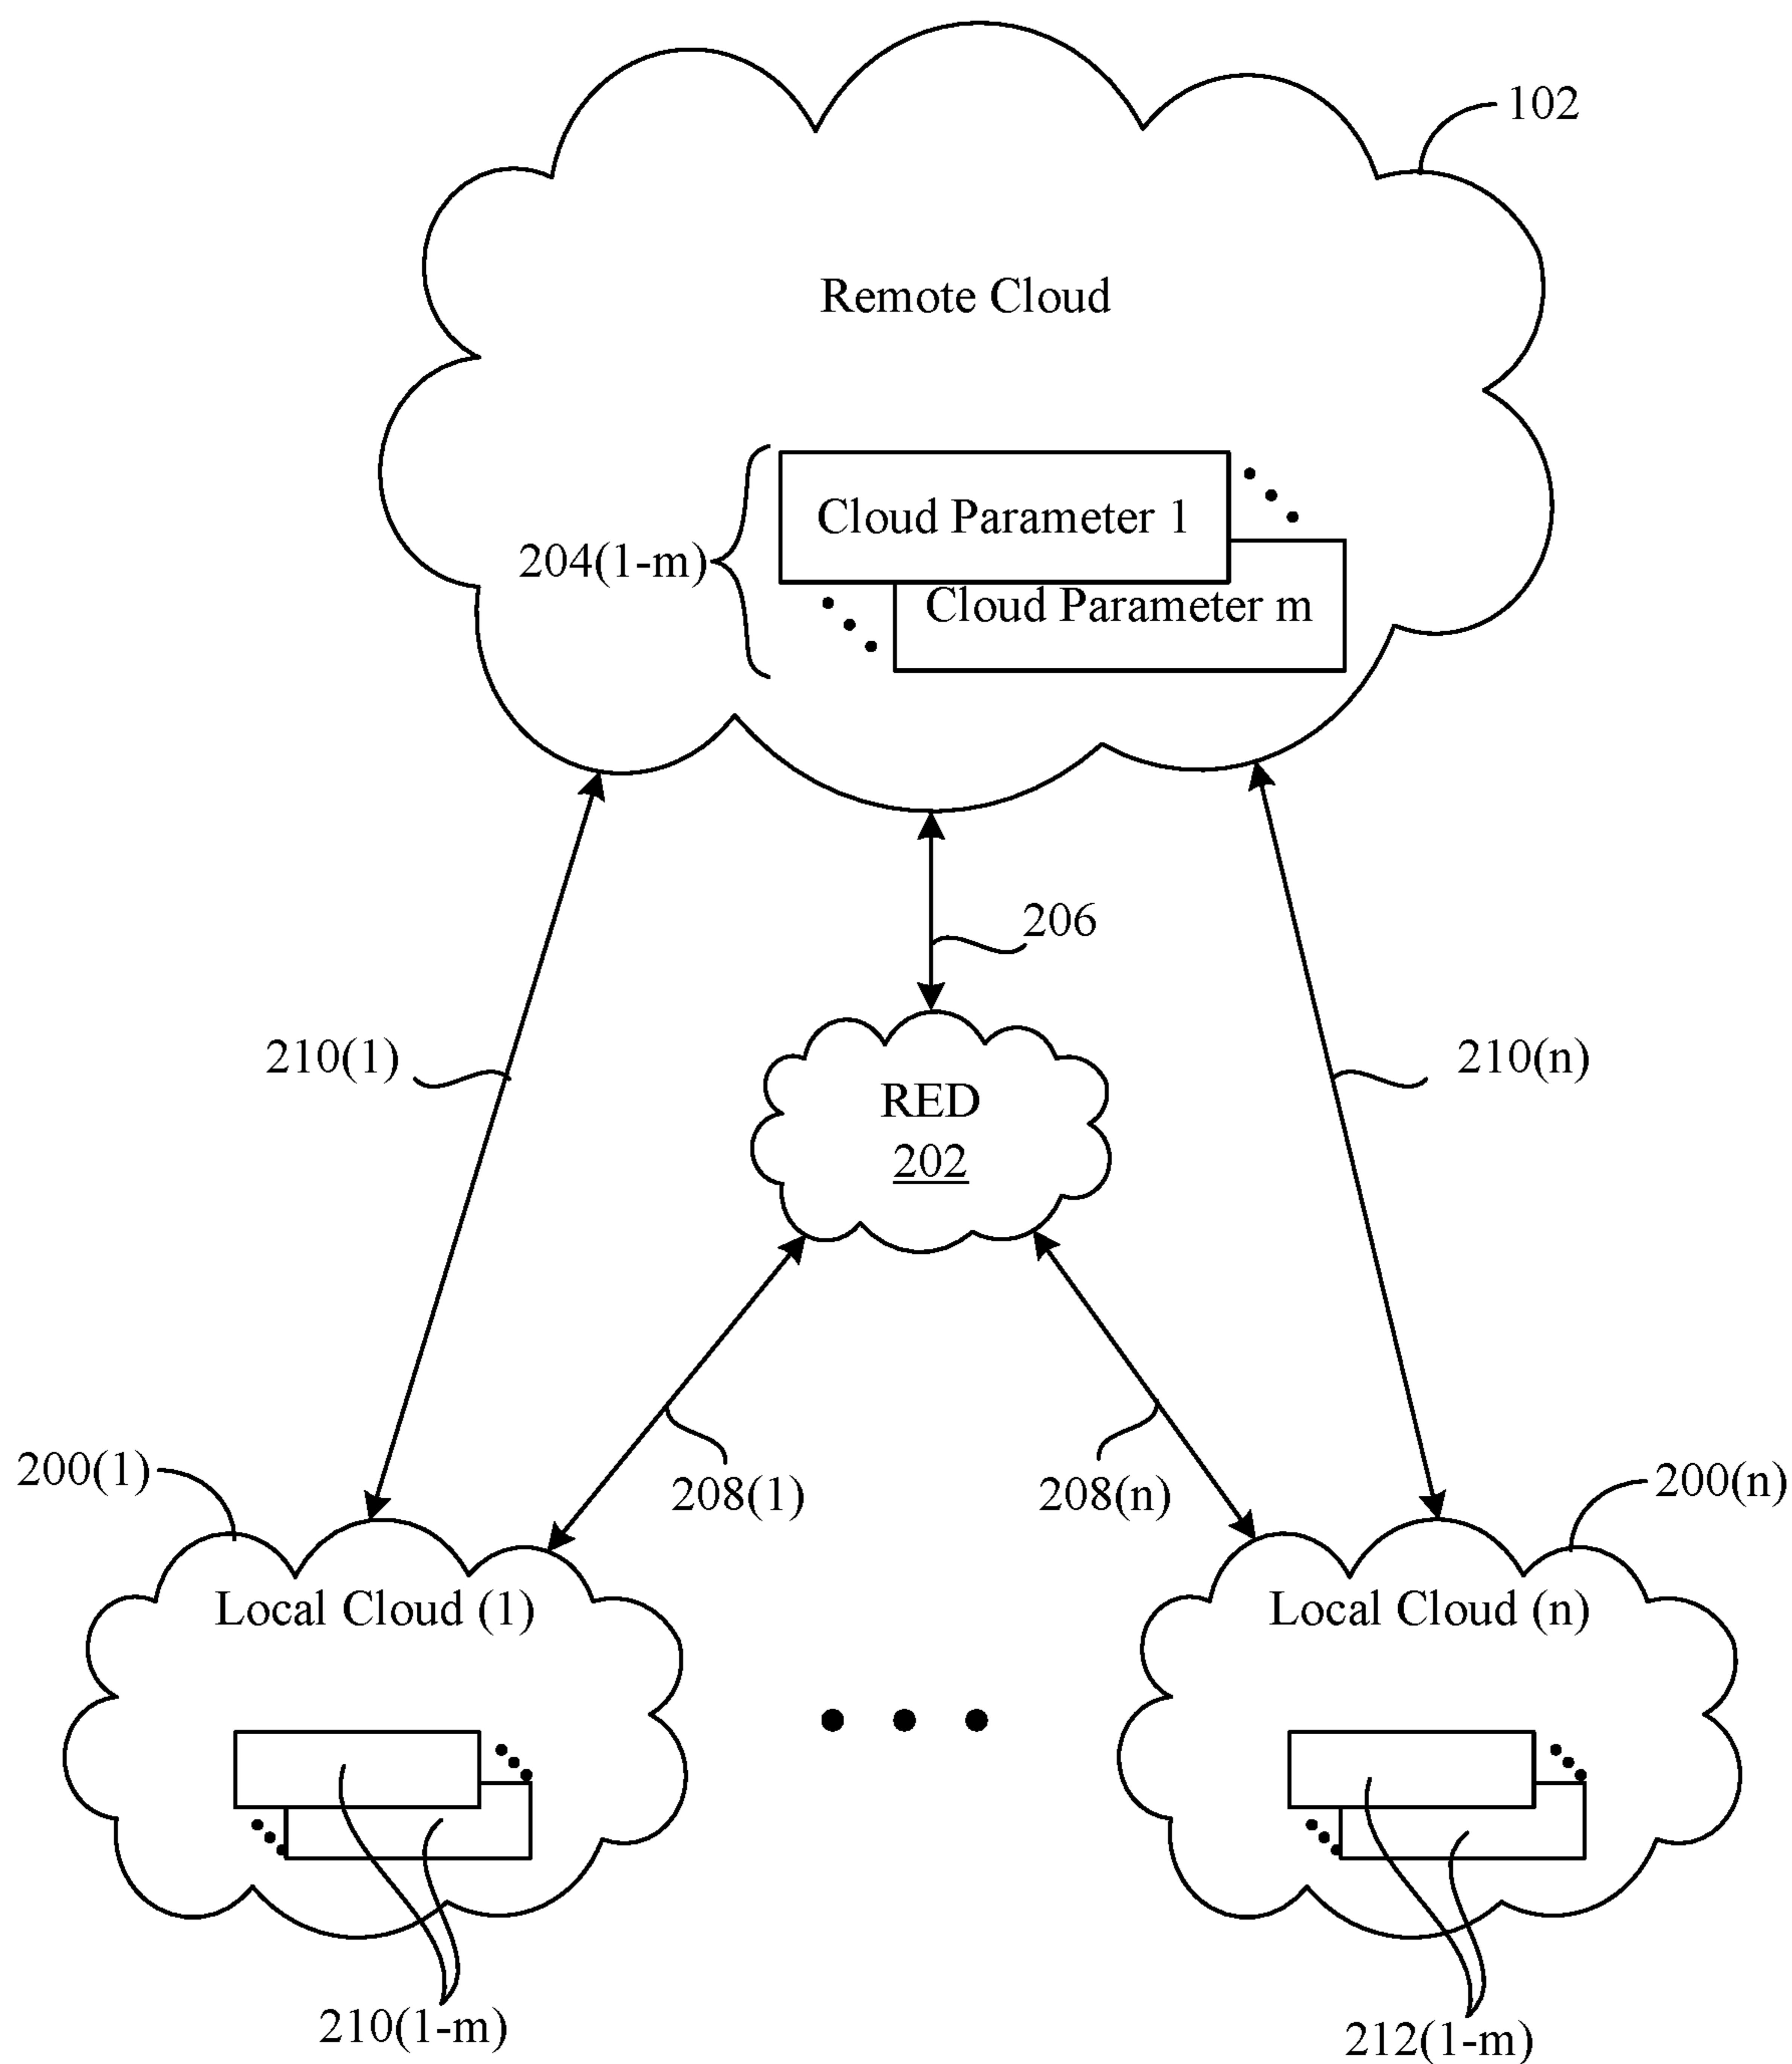 102
Remote Cloud
Cloud Parameter 1
204(1-m)
Cloud Parameter m
206
210(1)
210(n)
RED
202
200(1)
208(1)
208(n)
200(n)
Local Cloud (1)
Local Cloud (n)
210(1-m)
212(1-m)